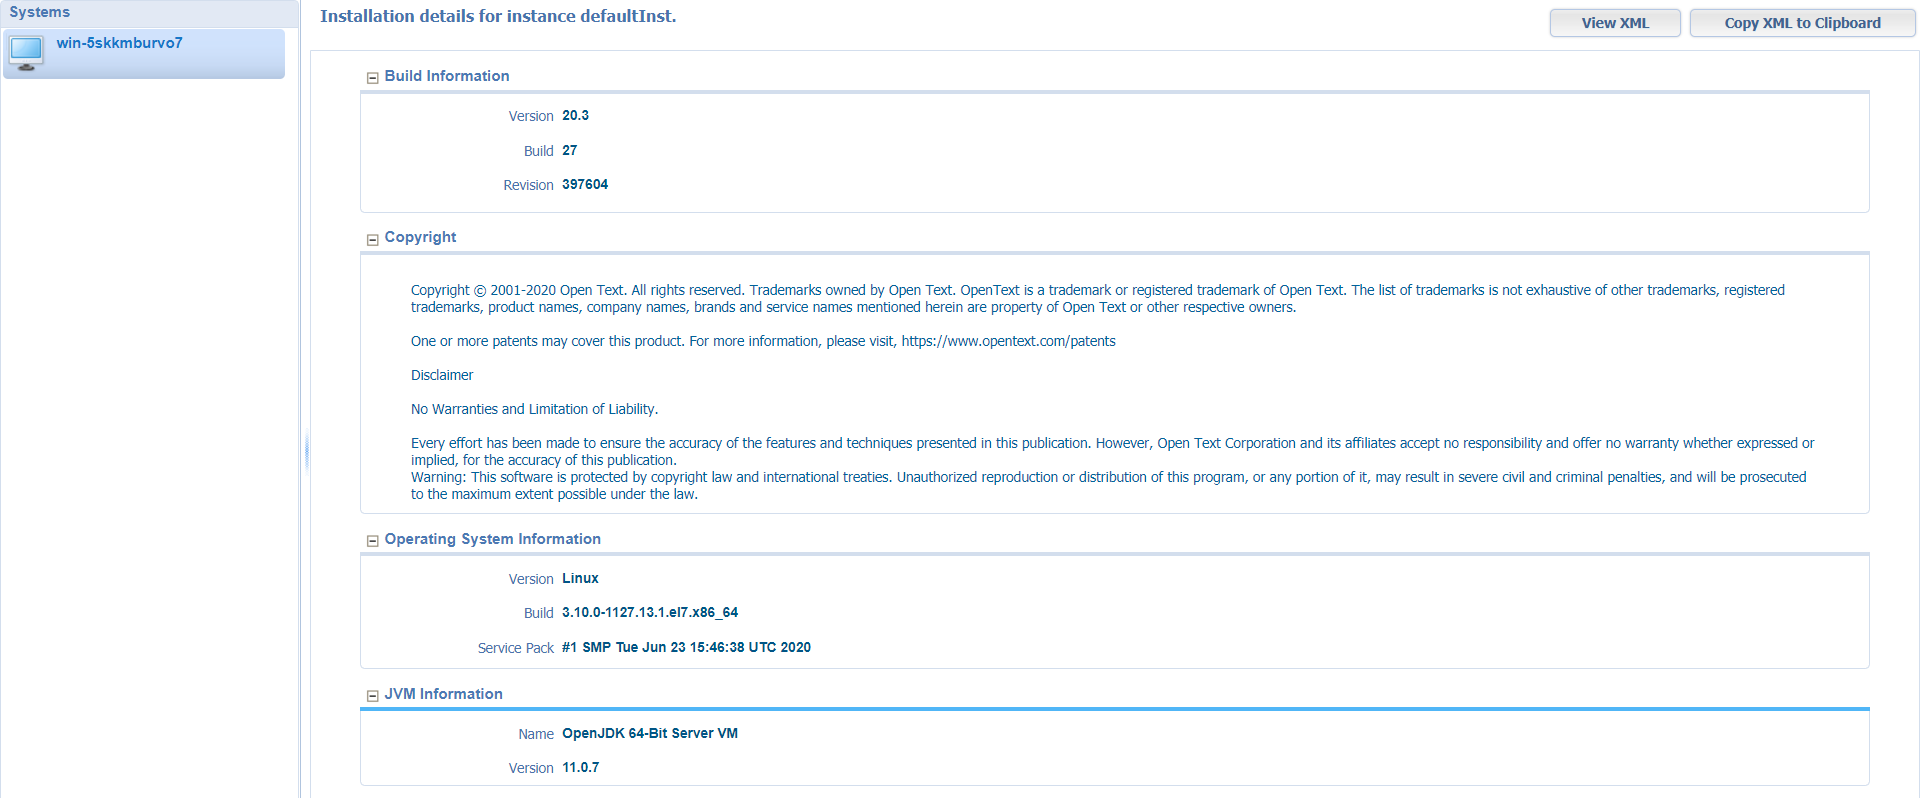 Systems
win-5skkmburvo7
Installation details for instance defaultInst.
View XML
Copy XML to Clipboard
Build Information
Version 20.3
Build 27
Revision 397604
Copyright
Copyright © 2001-2020 Open Text. All rights reserved. Trademarks owned by Open Text. OpenText is a trademark or registered trademark of Open Text. The list of trademarks is not exhaustive of other trademarks, registered
trademarks, product names, company names, brands and service names mentioned herein are property of Open Text or other respective owners.
One or more patents may cover this product. For more information, please visit, https://www.opentext.com/patents
Disclaimer
No Warranties and Limitation of Liability.
Every effort has been made to ensure the accuracy of the features and techniques presented in this publication. However, Open Text Corporation and its affiliates accept no responsibility and offer no warranty whether expressed or
implied, for the accuracy of this publication.
Warning: This software is protected by copyright law and international treaties. Unauthorized reproduction or distribution of this program, or any portion of it, may result in severe civil and criminal penalties, and will be prosecuted
to the maximum extent possible under the law.
Operating System Information
Version Linux
Build 3.10.0-1127.13.1.el7.x86_64
Service Pack #1 SMP Tue Jun 23 15:46:38 UTC 2020
JVM Information
Name OpenJDK 64-Bit Server VM
Version 11.0.7